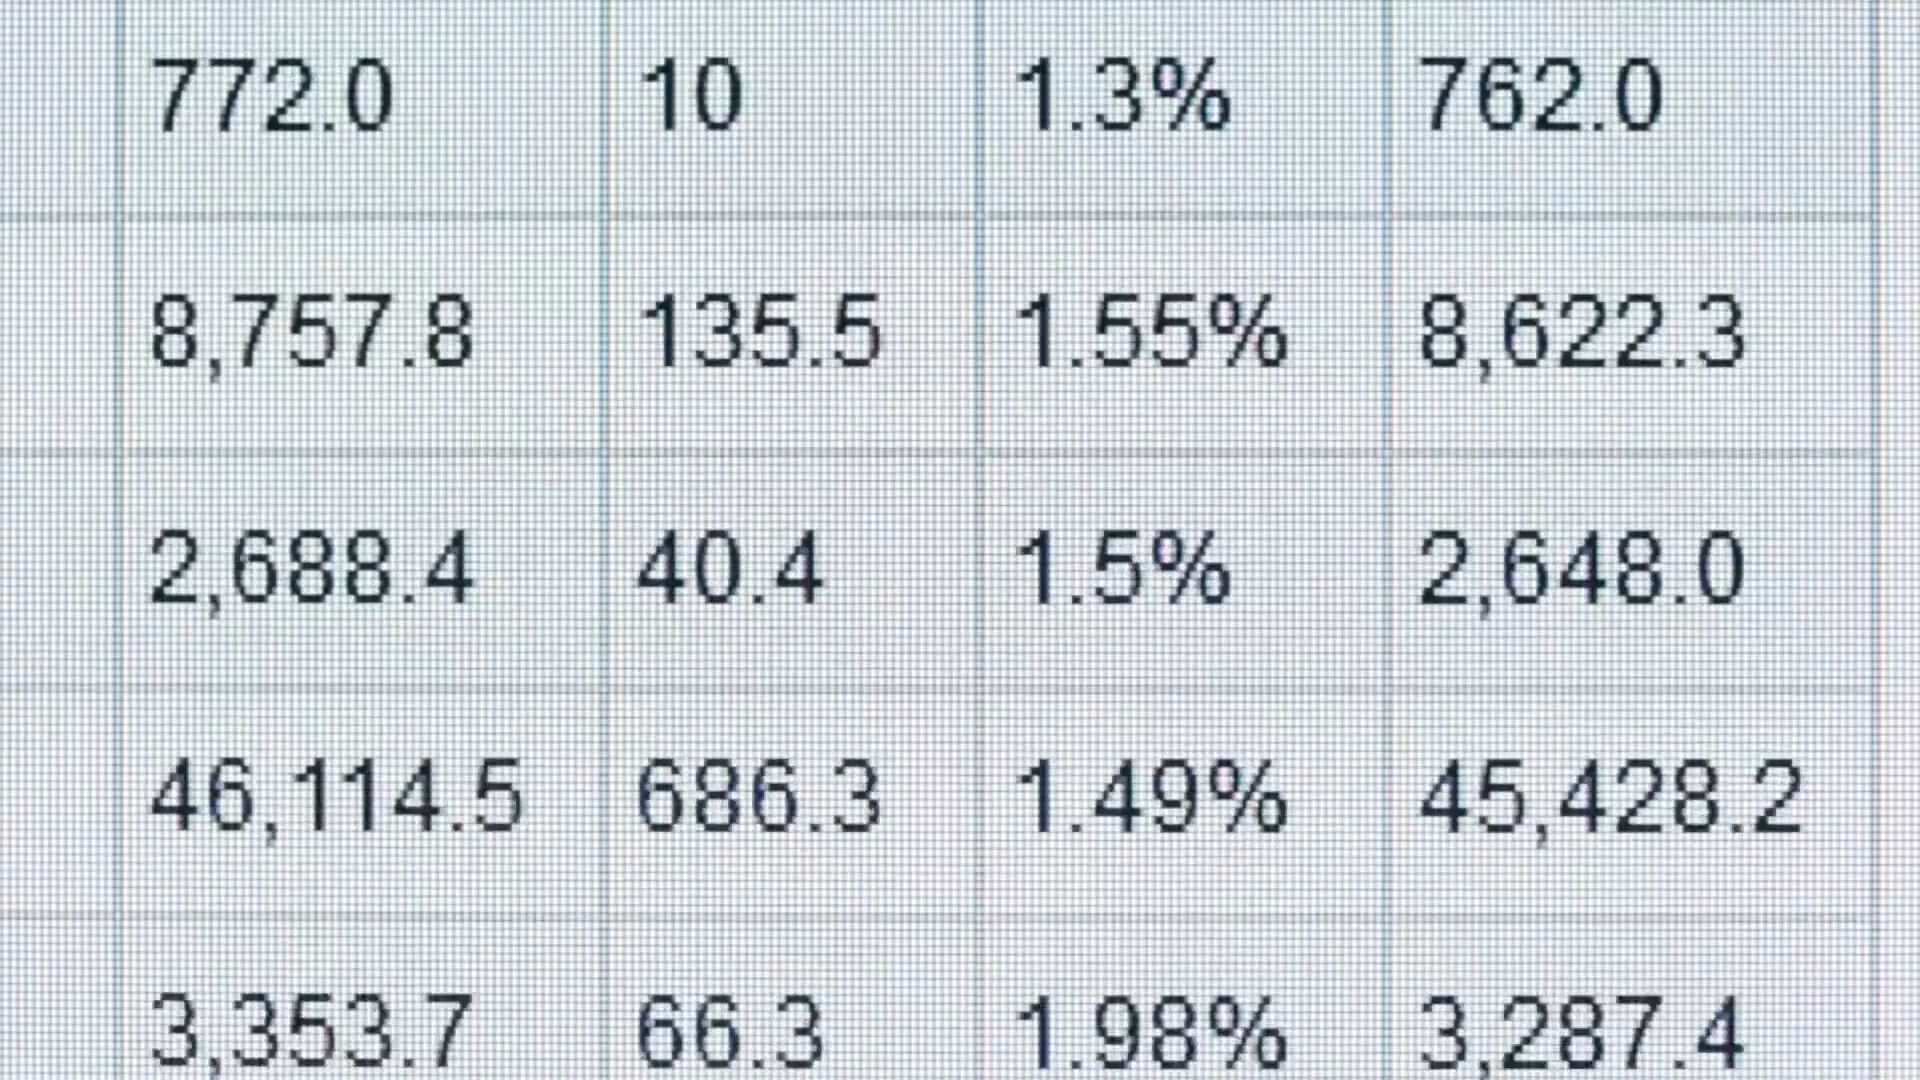 772.0 10 1.3% 762.0
8,757.8 135.5 1.55% 8,622.3
2,688.4 40.4 1.5% 2,648.0
46,114.5 686.3 1.49% 45,428.2
3,353.7 66.3 1.98% 3,287.4